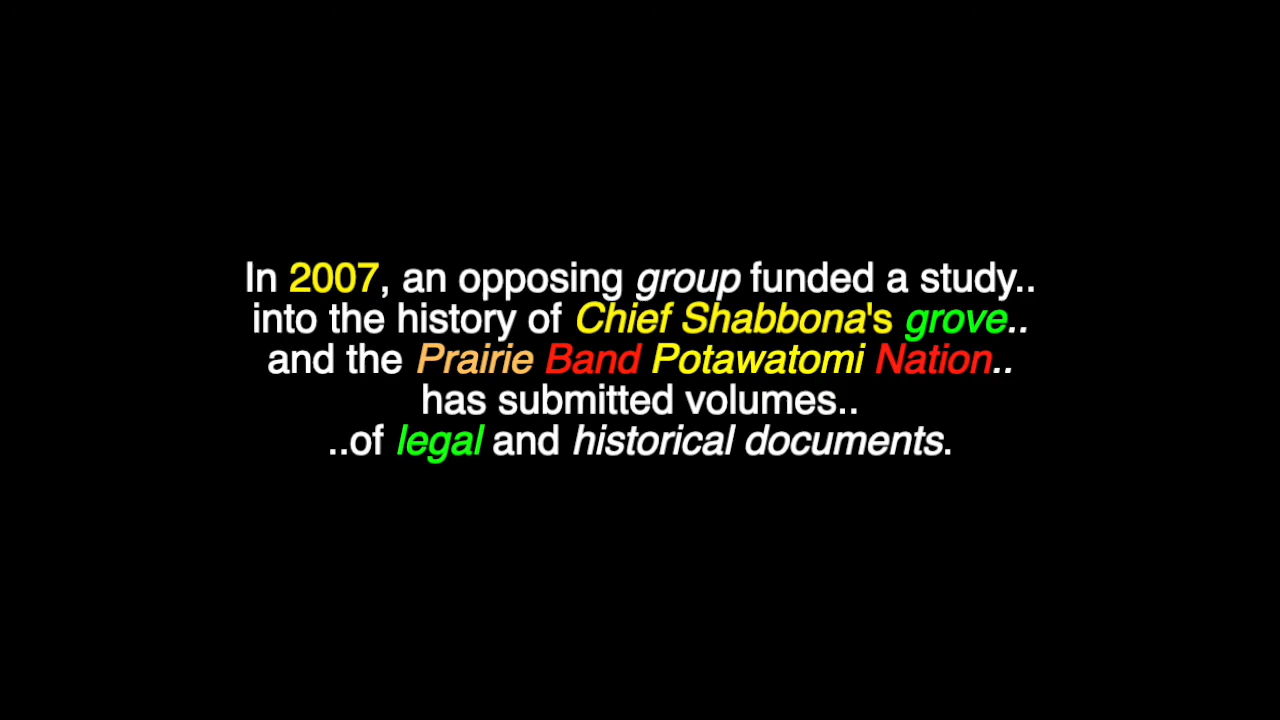 In 2007, an opposing group funded a study..
into the history of Chief Shabbona's grove..
and the Prairie Band Potawatomi Nation..
has submitted volumes..
..of legal and historical documents.